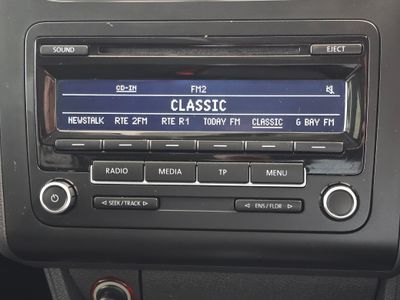 SOUND
EJECT
CD-IN FM2
CLASSIC
NEWSTALK RTE 2FM RTE R1 TODAY FM CLASSIC G BAY FM
RADIO MEDIA TP MENU
SEEK / TRACK
ENS / FLDR